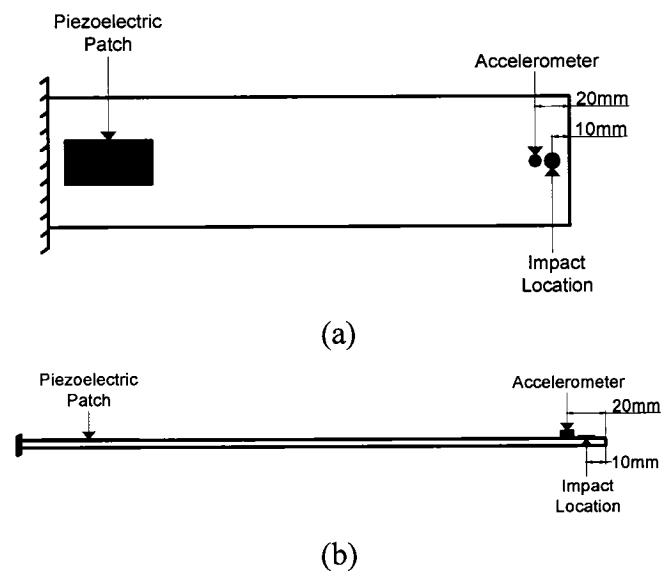 Piezoelectric
Patch
Accelerometer
20mm
10mm
Impact
Location
(a)
Piezoelectric
Patch
Accelerometer
20mm
10mm
Impact
Location
(b)